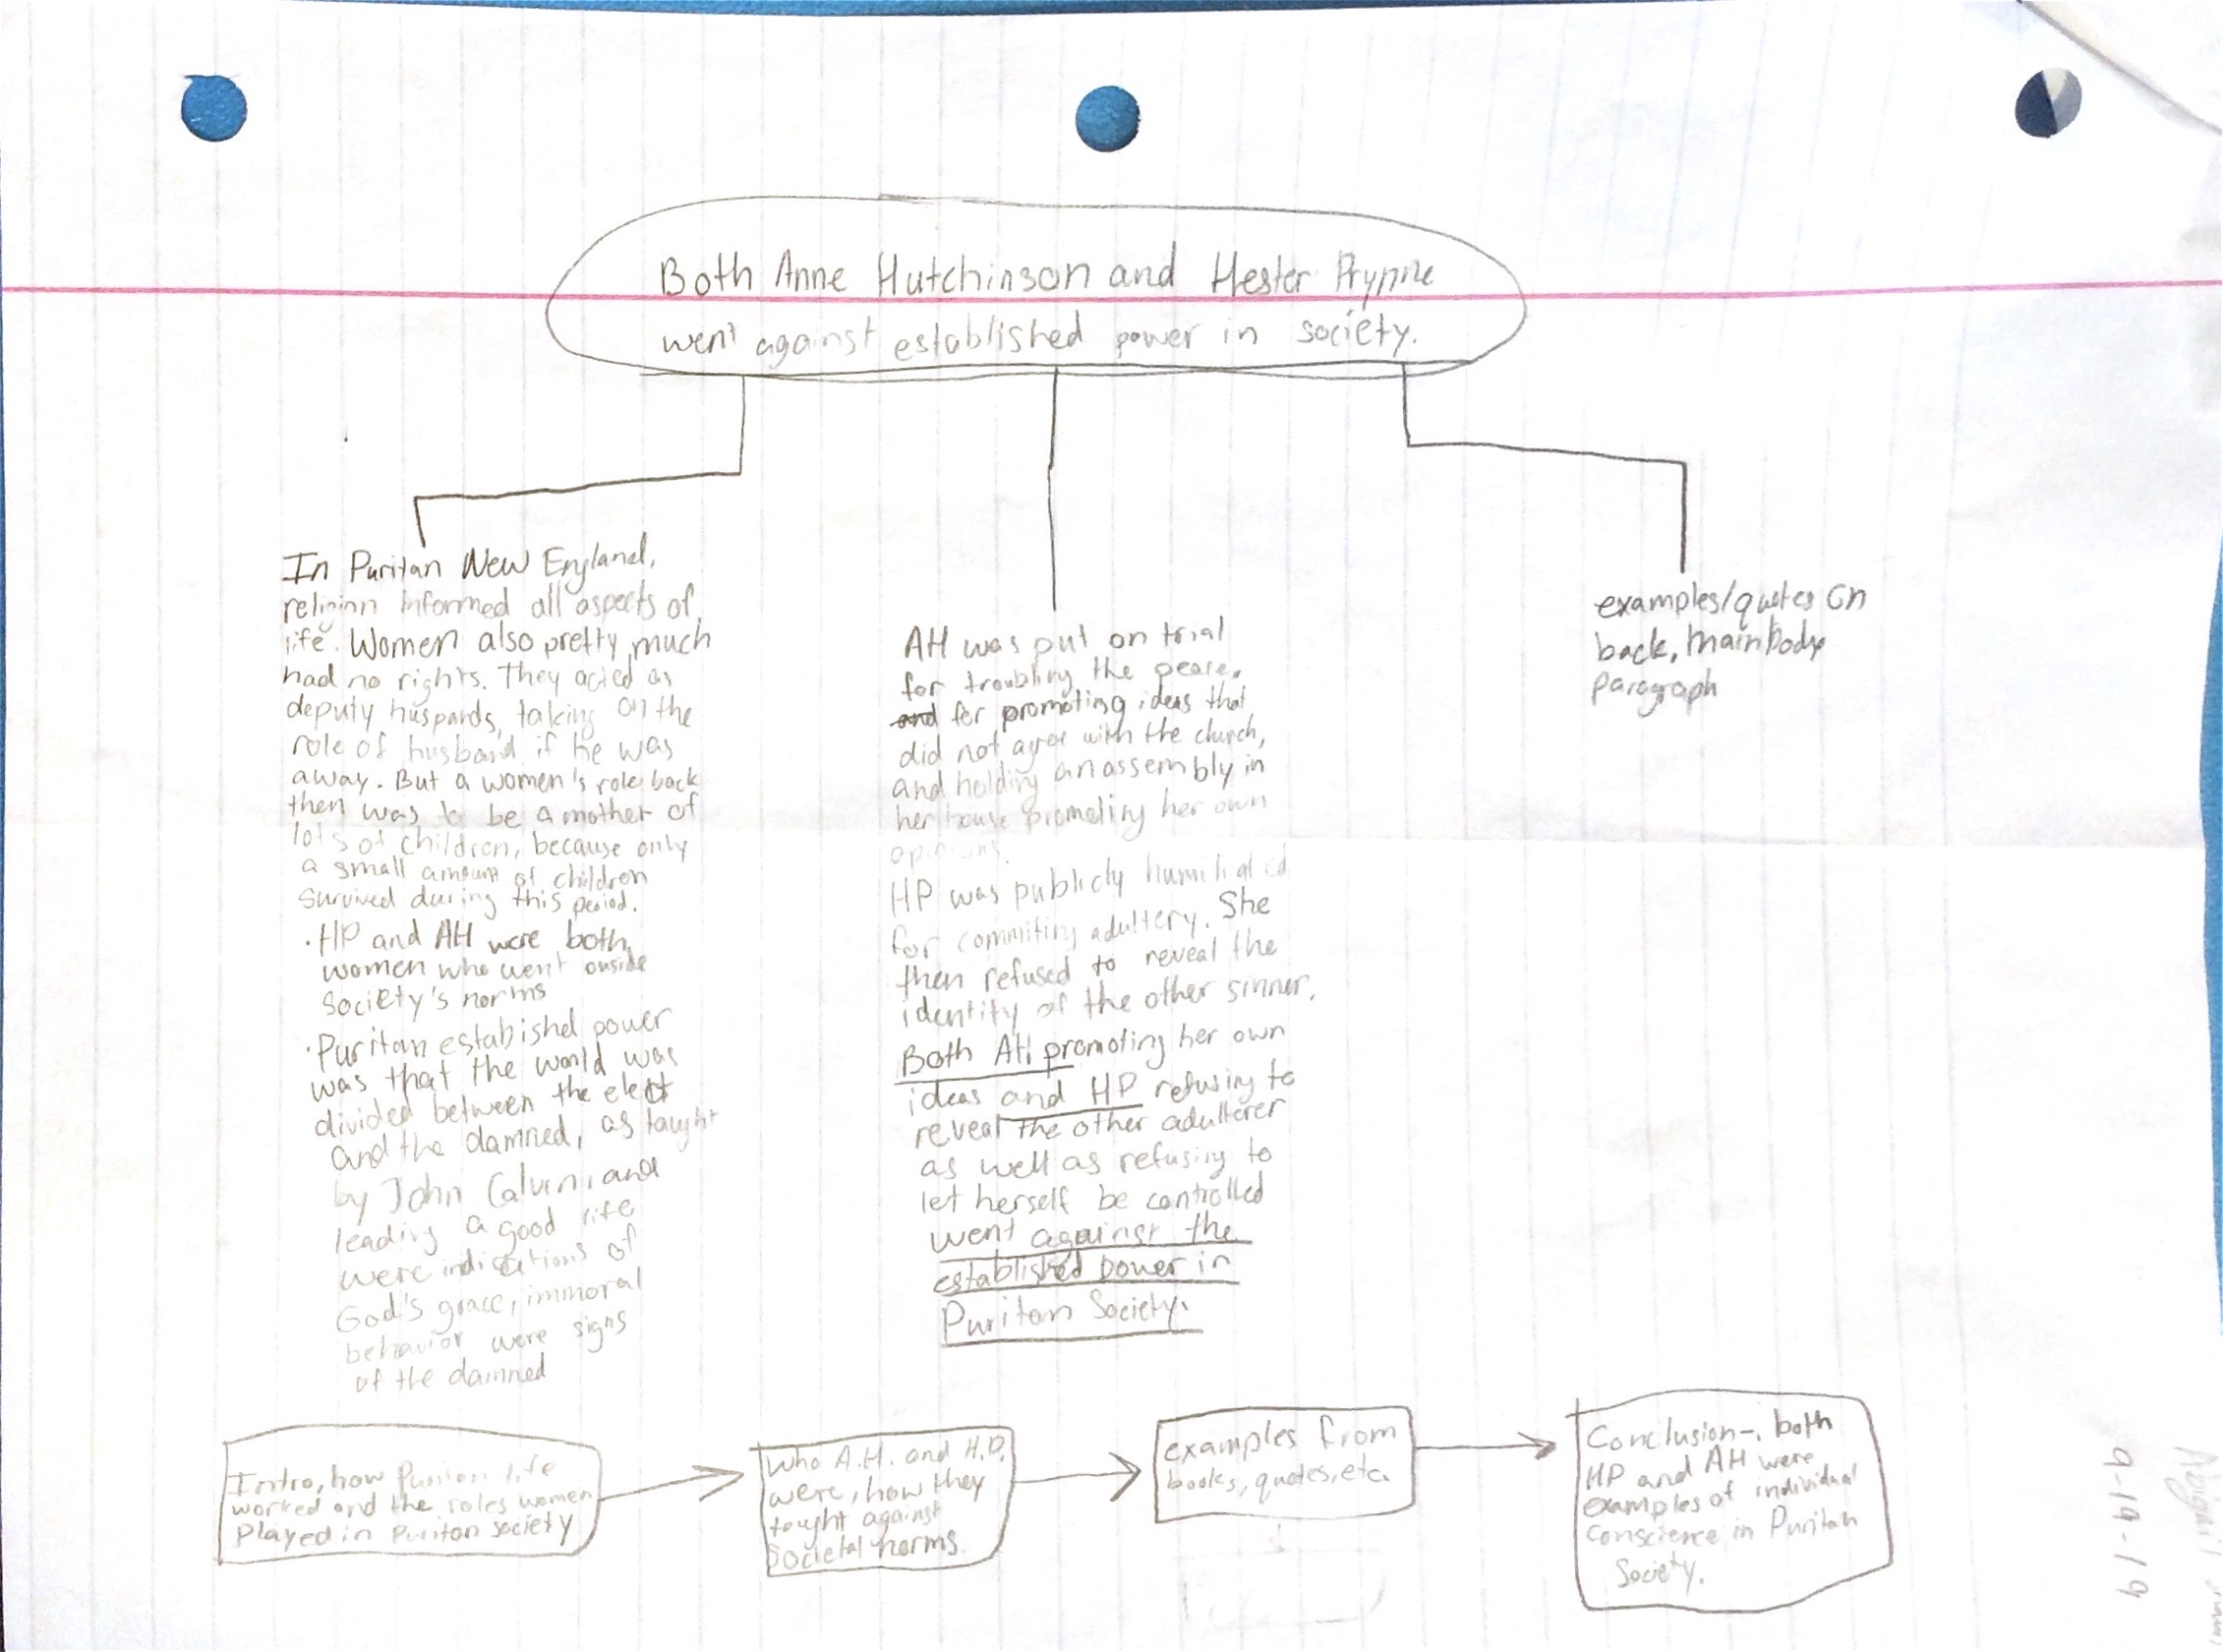 Both Anne Hutchinson and Hester Prynne
went against established power in society.
In Puritan New England,
religion informed all aspects of
life. Women also pretty much
had no rights. They acted as
deputy husbands, taking on the
role of husband if he was
away. But a women's role back
then was to be a mother of
lots of children, because only
a small amount of children
survived during this period.
· HP and AH were both
women who went ouside
society's norms
· Puritan establishd power
was that the world was
divided between the elect
and the damned, as taught
by John Calvin, and
leading a good life
were indications of
God's grace, immoral
behavior were signs
of the damned
AH was put on trial
for troubling the peace,
and for promoting ideas that
did not agree with the church,
and holding an assembly in
her house promoting her own
opinions.
HP was publicly humiliated
for commiting adultery. She
then refused to reveal the
identity of the other sinner.
Both AH promoting her own
ideas and HP refusing to
reveal the other adulterer
as well as refusing to
let herself be controlled
went against the
established power in
Puritan Society.
examples/quotes on
back, main body
paragraph
Intro, how Puritan life
worked and the roles women
played in Puritan society
Who A.H. and H.P.
were, how they
fought against
societal norms.
examples from
books, quotes, etc.
Conclusion-, both
HP and AH were
examples of individual
conscience in Puritan
Society.
9-19-19